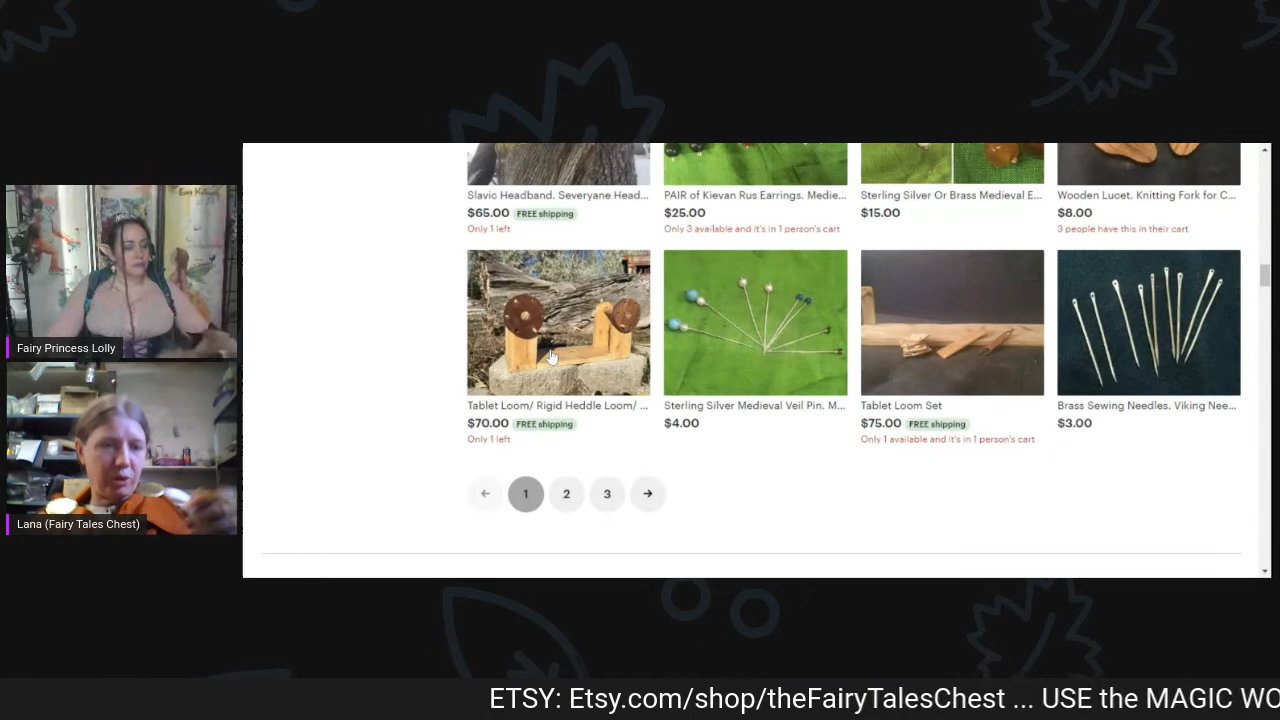 Slavic Headband. Severyane Head...
$65.00 FREE shipping
Only 1 left
PAIR of Kievan Rus Earrings. Medie...
$25.00
Only 3 available and it's in 1 person's cart
Sterling Silver Or Brass Medieval E...
$15.00
Wooden Lucet. Knitting Fork for C...
$8.00
3 people have this in their cart
Fairy Princess Lolly
Lana (Fairy Tales Chest)
Tablet Loom/ Rigid Heddle Loom/ ...
$70.00 FREE shipping
Only 1 left
Sterling Silver Medieval Veil Pin. M...
$4.00
Tablet Loom Set
$75.00 FREE shipping
Only 1 available and it's in 1 person's cart
Brass Sewing Needles. Viking Nee...
$3.00
1 2 3
ETSY: Etsy.com/shop/theFairyTalesChest ... USE the MAGIC WO